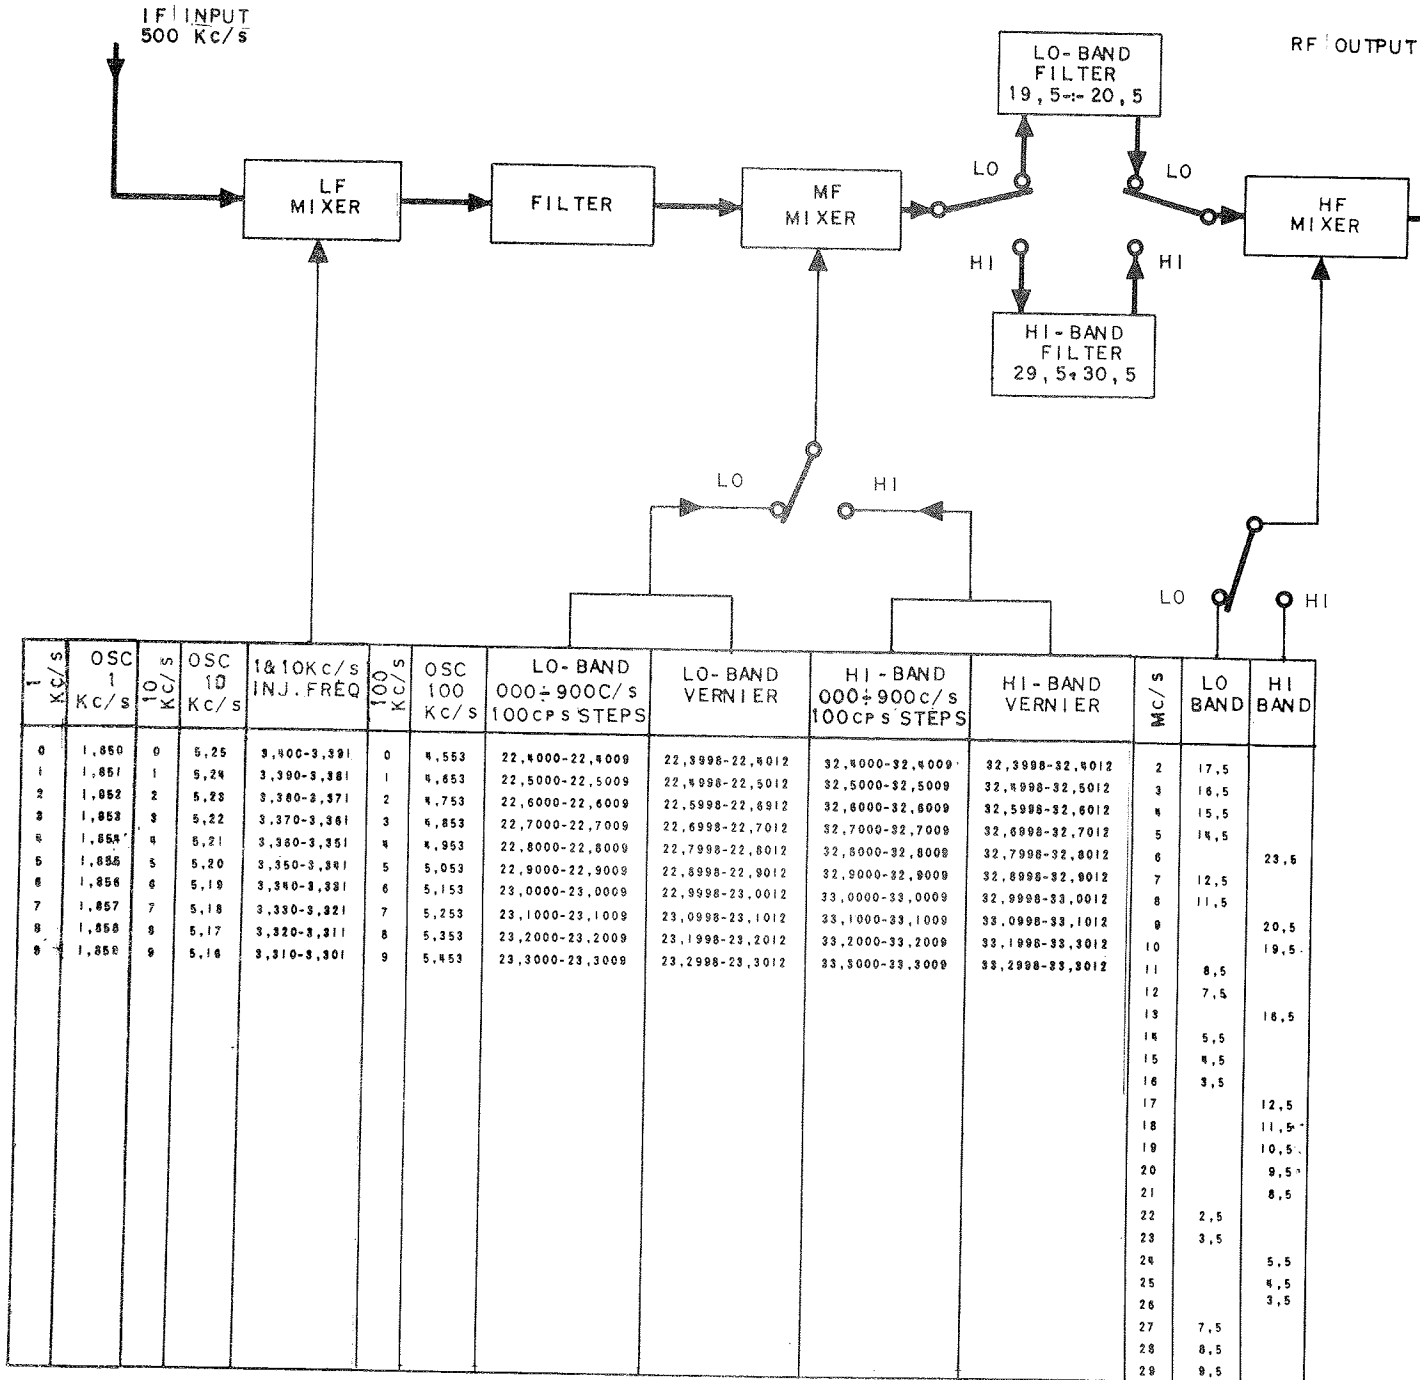 IF INPUT
500 Kc/s
RF OUTPUT
LO-BAND
FILTER
19,5-:-20,5
LF
MIXER
FILTER
MF
MIXER
LO
LO
HF
MIXER
HI
HI
HI-BAND
FILTER
29,5÷30,5
LO
HI
LO
HI
1 Kc/s OSC 1 Kc/s 10 Kc/s OSC 10 Kc/s 1&10Kc/s INJ. FREQ 100 Kc/s OSC 100 Kc/s LO-BAND 000÷900C/s 100CPS STEPS LO-BAND VERNIER HI-BAND 000÷900C/s 100CPS STEPS HI-BAND VERNIER MC/s LO BAND HI BAND
0 1,850 0 5,25 3,400-3,391 0 4,553 22,4000-22,4009 22,3998-22,4012 32,4000-32,4009 32,3998-32,4012
1 1,851 1 5,24 3,390-3,381 1 4,653 22,5000-22,5009 22,4998-22,5012 32,5000-32,5009 32,4998-32,5012
2 1,852 2 5,23 3,380-3,371 2 4,753 22,6000-22,6009 22,5998-22,6912 32,6000-32,6009 32,5998-32,6012
3 1,853 3 5,22 3,370-3,361 3 4,853 22,7000-22,7009 22,6998-22,7012 32,7000-32,7009 32,6998-32,7012
4 1,854 4 5,21 3,360-3,351 4 4,953 22,8000-22,8009 22,7998-22,8012 32,8000-32,8009 32,7998-32,8012
5 1,855 5 5,20 3,350-3,341 5 5,053 22,9000-22,9009 22,8998-22,9012 32,9000-32,9009 32,8998-32,9012
6 1,856 6 5,19 3,340-3,331 6 5,153 23,0000-23,0009 22,9998-23,0012 33,0000-33,0009 32,9998-33,0012
7 1,857 7 5,18 3,330-3,321 7 5,253 23,1000-23,1009 23,0998-23,1012 33,1000-33,1009 33,0998-33,1012
8 1,858 8 5,17 3,320-3,311 8 5,353 23,2000-23,2009 23,1998-23,2012 33,2000-33,2009 33,1998-33,3012
9 5,16 3,310-3,301 9 5,453 23,3000-23,3009 23,2998-23,3012 33,3000-33,3009 33,2998-33,3012
2 17,5
3 16,5
4 15,5
5 14,5
6 23,5
7 12,5
8 11,5
9 20,5
10 19,5
11 8,5
12 7,5
13 16,5
14 5,5
15 4,5
16 3,5
17 12,5
18 11,5
19 10,5
20 9,5
21 8,5
22 2,5
23 3,5
24 5,5
25 4,5
26 3,5
27 7,5
28 8,5
29 9,5